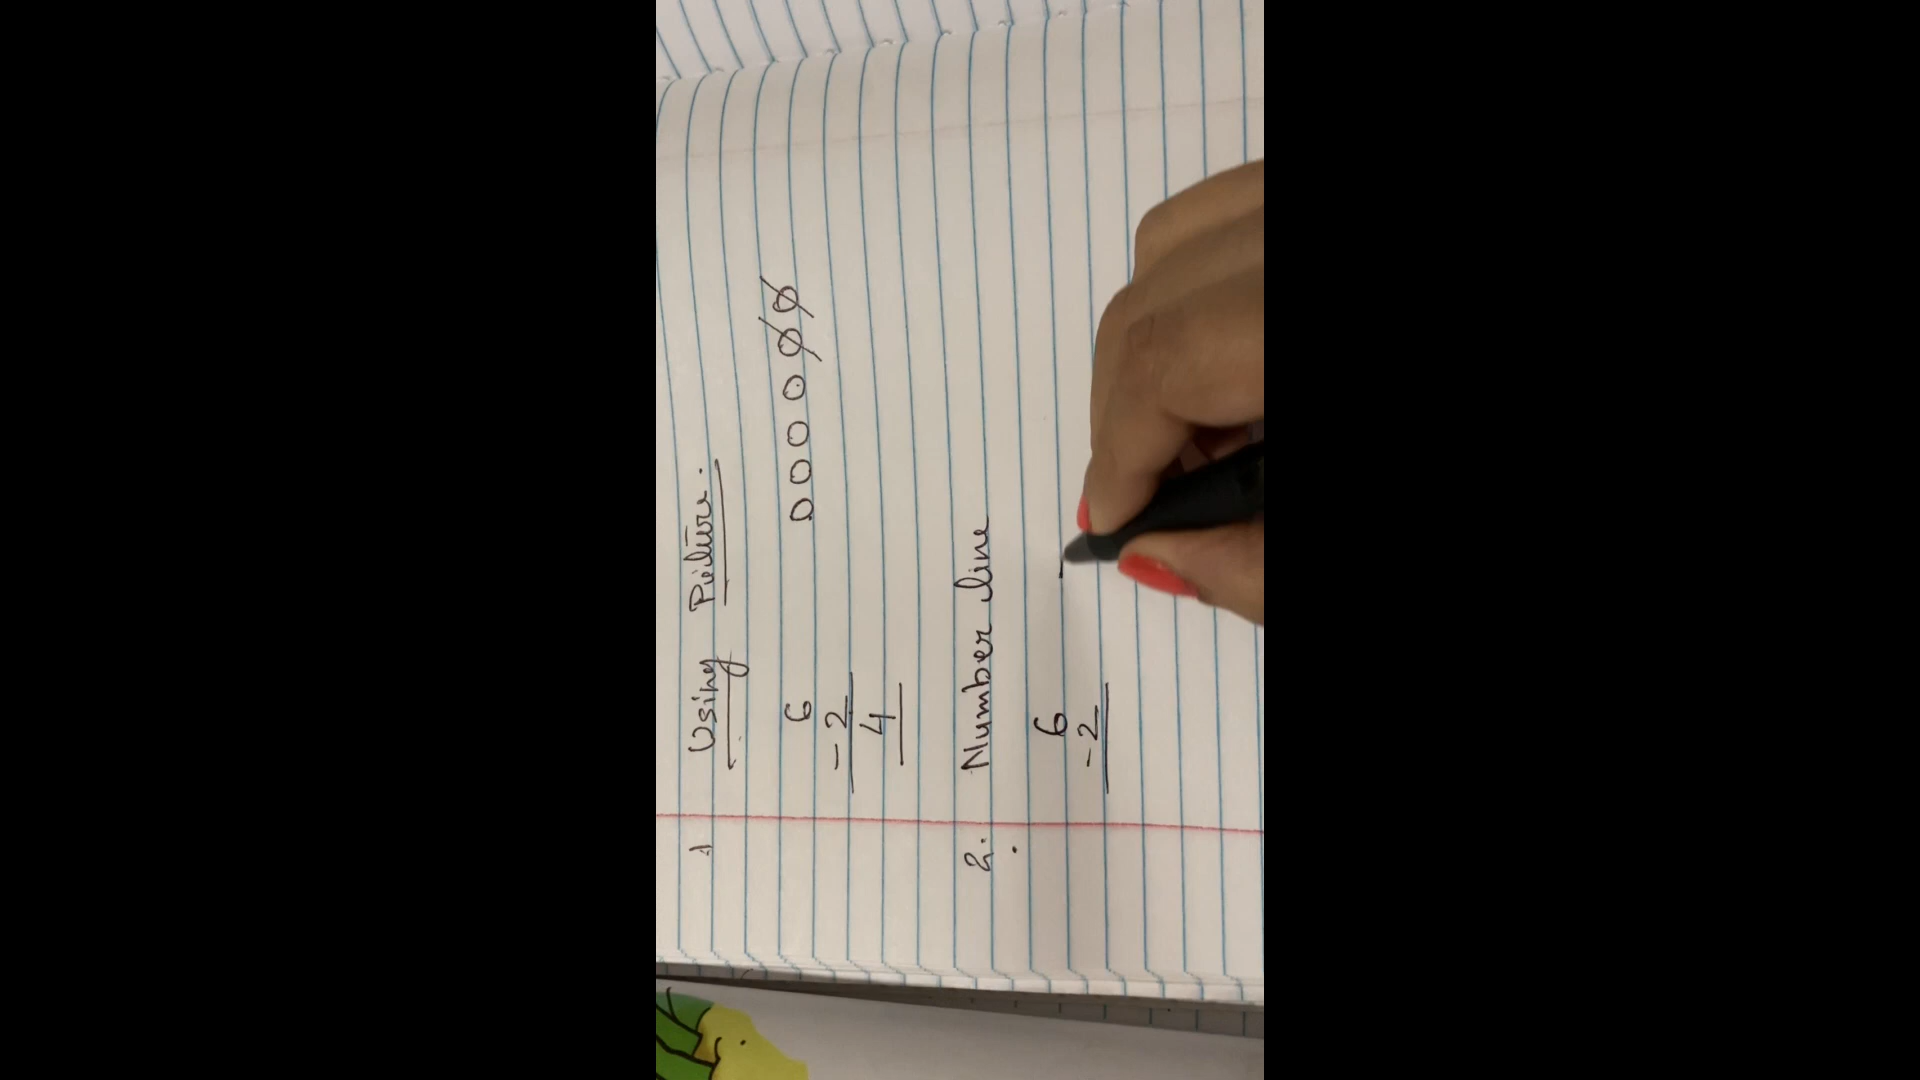 1 Using Picture.
6 0 0 0 0 0 0
- 2
4
2. Number line
6
- 2